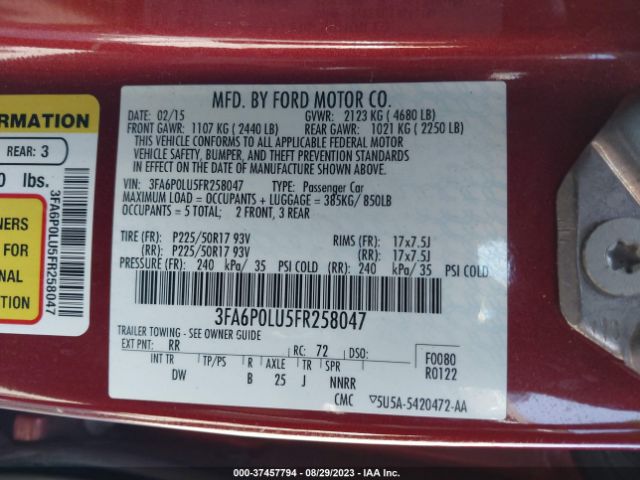 MFD. BY FORD MOTOR CO.
DATE: 02/15 GVWR: 2123 KG ( 4680 LB)
FRONT GAWR: 1107 KG ( 2440 LB) REAR GAWR: 1021 KG ( 2250 LB)
THIS VEHICLE CONFORMS TO ALL APPLICABLE FEDERAL MOTOR
VEHICLE SAFETY, BUMPER, AND THEFT PREVENTION STANDARDS
IN EFFECT ON THE DATE OF MANUFACTURE SHOWN ABOVE.
VIN: 3FA6P0LU5FR258047 TYPE: Passenger Car
MAXIMUM LOAD = OCCUPANTS + LUGGAGE = 385KG/ 850LB
OCCUPANTS = 5 TOTAL; 2 FRONT, 3 REAR
TIRE (FR): P225/50R17 93V RIMS (FR): 17x7.5J
(RR): P225/50R17 93V (RR): 17x7.5J
PRESSURE (FR): 240 kPa/ 35 PSI COLD (RR): 240 kPa/ 35 PSI COLD
3FA6P0LU5FR258047
TRAILER TOWING - SEE OWNER GUIDE
EXT PNT: RR RC: 72 DSO:
INT TR TP/PS R AXLE TR SPR
DW B 25 J NNRR
F0080
R0122
CMC ▽5U5A-5420472-AA
ORMATION
REAR: 3
0 lbs.
NERS
FOR
NAL
TION
3FA6P0LU5FR258047
000-37457794 - 08/29/2023 - IAA Inc.